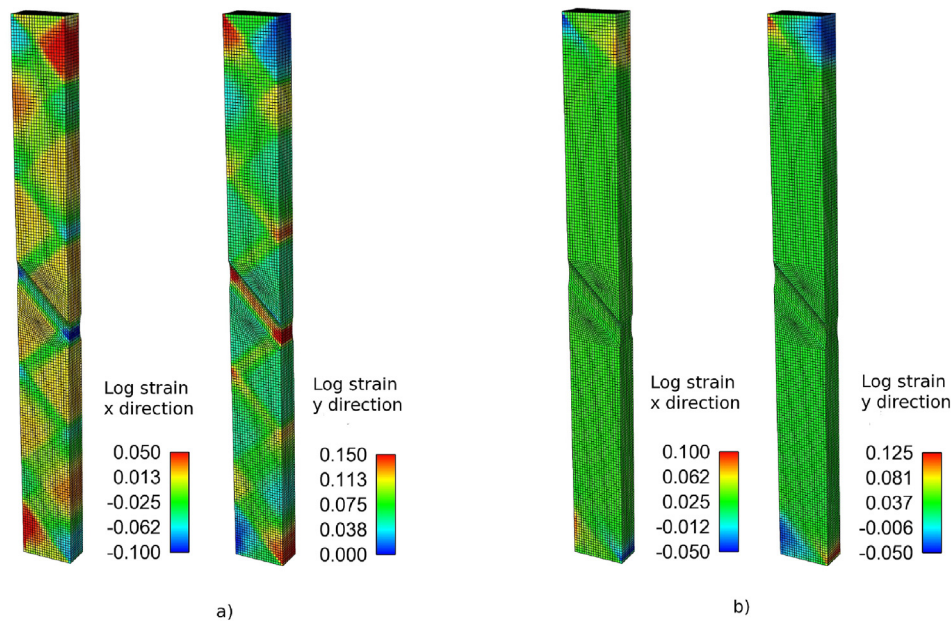 Log strain
x direction
0.050
0.013
-0.025
-0.062
-0.100
Log strain
y direction
0.150
0.113
0.075
0.038
0.000
a)
Log strain
x direction
0.100
0.062
0.025
-0.012
-0.050
Log strain
y direction
0.125
0.081
0.037
-0.006
-0.050
b)